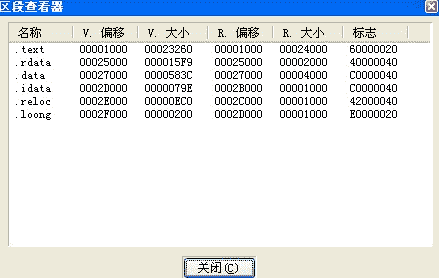 区段查看器
名称 V. 偏移 V. 大小 R. 偏移 R. 大小 标志
.text 00001000 00023260 00001000 00024000 60000020
.rdata 00025000 000015F9 00025000 00002000 40000040
.data 00027000 0000583C 00027000 00004000 C0000040
.idata 0002D000 0000079E 0002B000 00001000 C0000040
.reloc 0002E000 00000EC0 0002C000 00001000 42000040
.loong 0002F000 00000200 0002D000 00001000 E0000020
关闭(C)